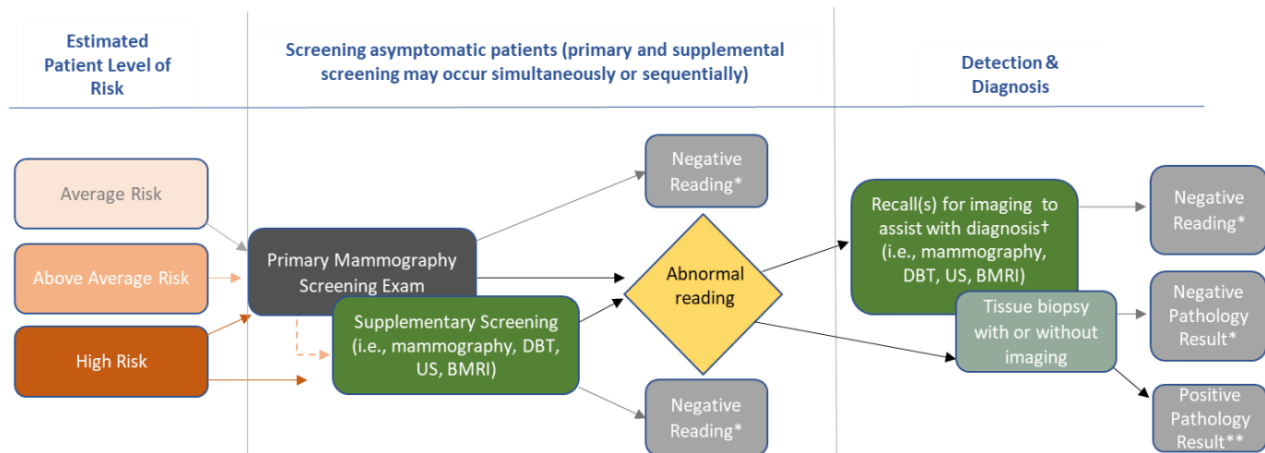 Estimated
Patient Level of
Risk
Screening asymptomatic patients (primary and supplemental
screening may occur simultaneously or sequentially)
Detection &
Diagnosis
Average Risk
Above Average Risk
High Risk
Primary Mammography
Screening Exam
Supplementary Screening
(i.e., mammography, DBT,
US, BMRI)
Negative
Reading*
Abnormal
reading
Negative
Reading*
Recall(s) for imaging to
assist with diagnosis†
(i.e., mammography,
DBT, US, BMRI)
Tissue biopsy
with or without
imaging
Negative
Reading*
Negative
Pathology
Result*
Positive
Pathology
Result**